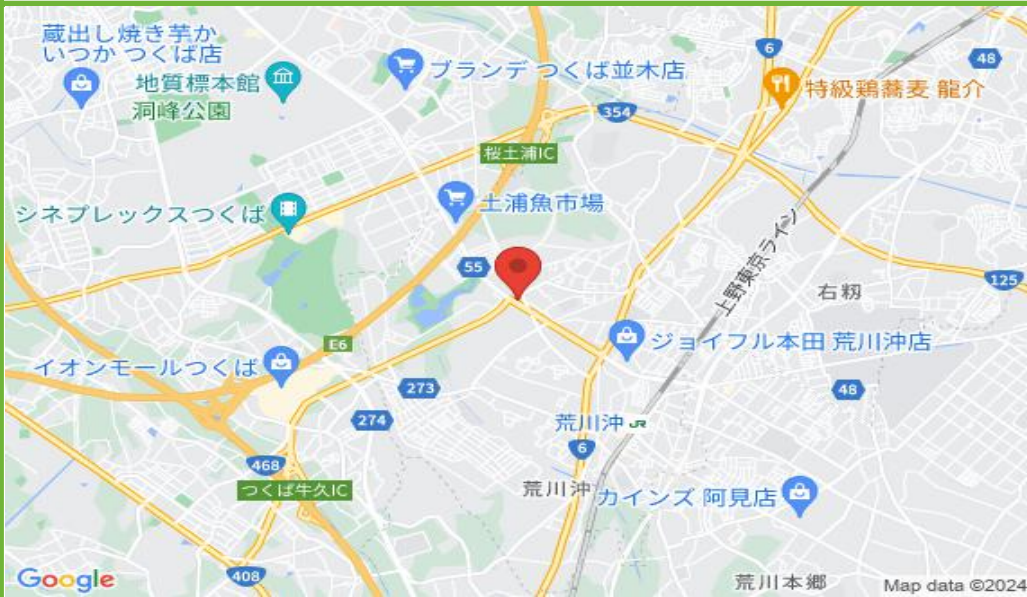 蔵出し焼き芋か
いつか つくば店
地質標本館
洞峰公園
ブランデ つくば並木店
6
48
特級鶏蕎麦 龍介
354
桜土浦IC
シネプレックスつくば
土浦魚市場
上野東京ライン
55
125
右籾
E6
ジョイフル本田 荒川沖店
イオンモールつくば
273
48
274
荒川沖 JR
6
468
つくば牛久IC
荒川沖
カインズ 阿見店
408
荒川本郷
Google
Map data ©2024